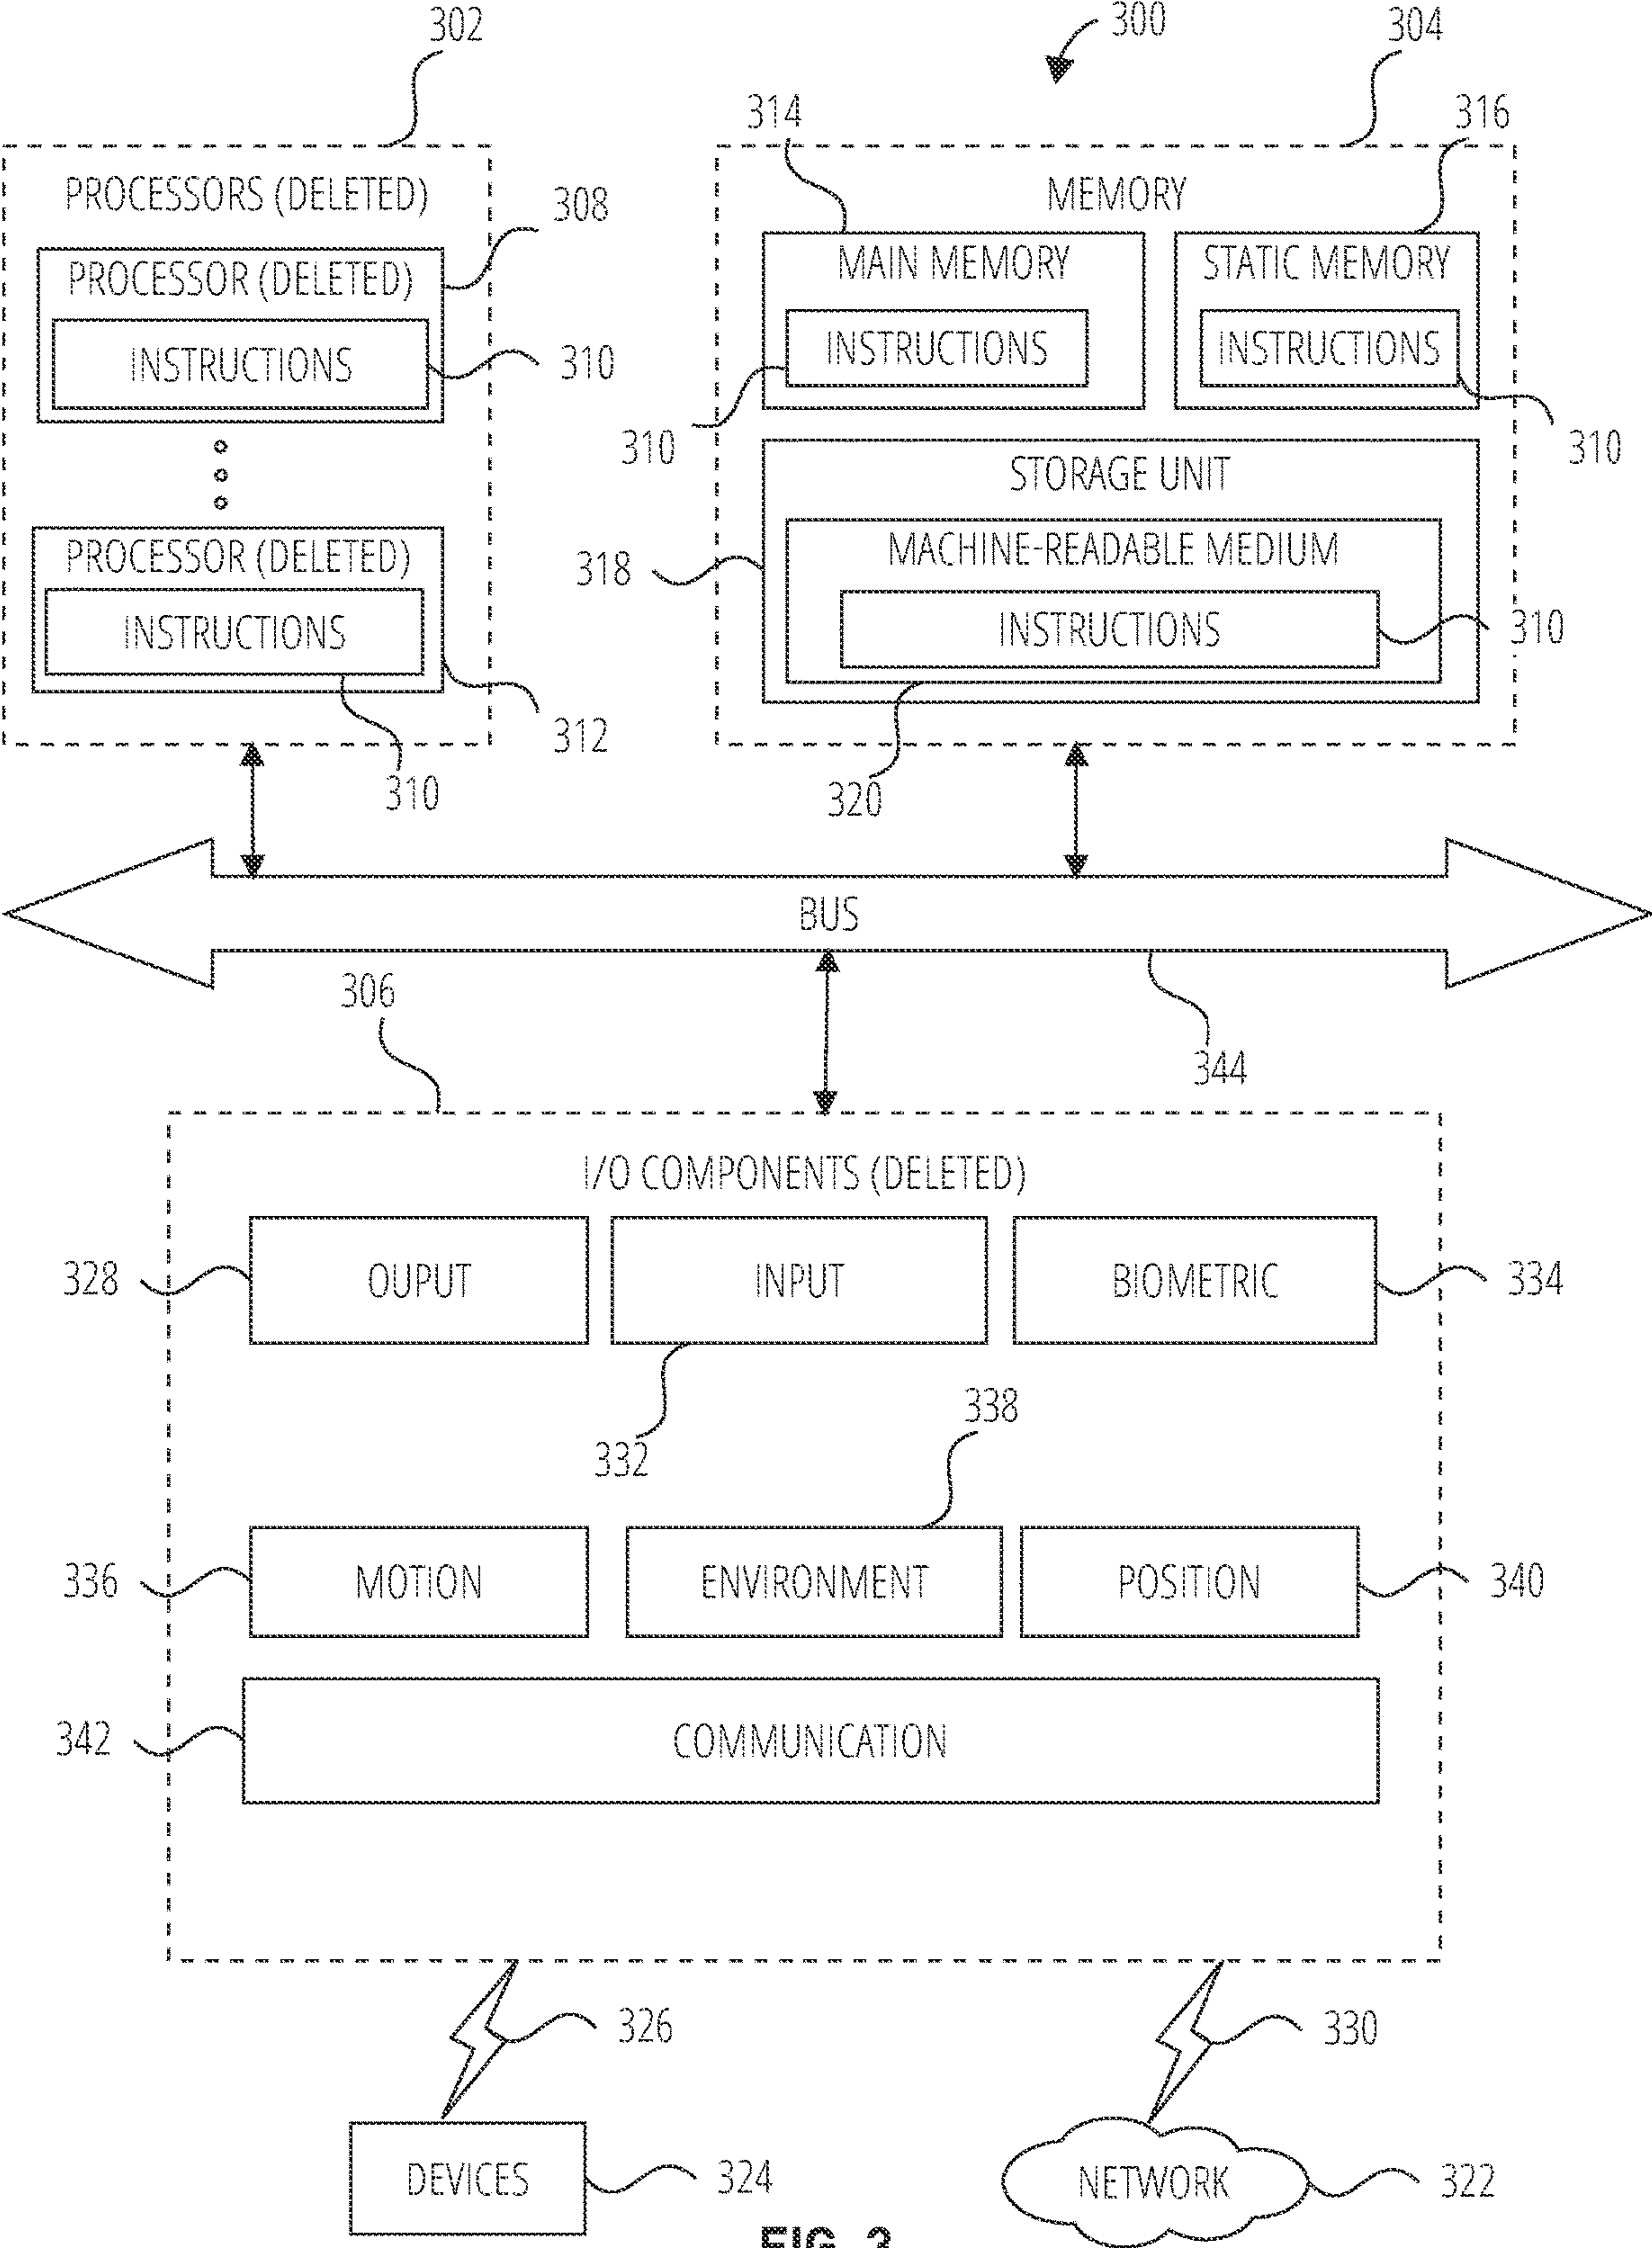 302
300
304
314
316
PROCESSORS (DELETED)
308
MEMORY
PROCESSOR (DELETED)
MAIN MEMORY
STATIC MEMORY
INSTRUCTIONS
310
INSTRUCTIONS
INSTRUCTIONS
310
310
STORAGE UNIT
PROCESSOR (DELETED)
318
MACHINE-READABLE MEDIUM
INSTRUCTIONS
INSTRUCTIONS
310
312
310
320
BUS
306
344
I/O COMPONENTS (DELETED)
328
OUPUT
INPUT
BIOMETRIC
334
332
338
336
MOTION
ENVIRONMENT
POSITION
340
342
COMMUNICATION
326
330
DEVICES
324
NETWORK
322
FIG. 3